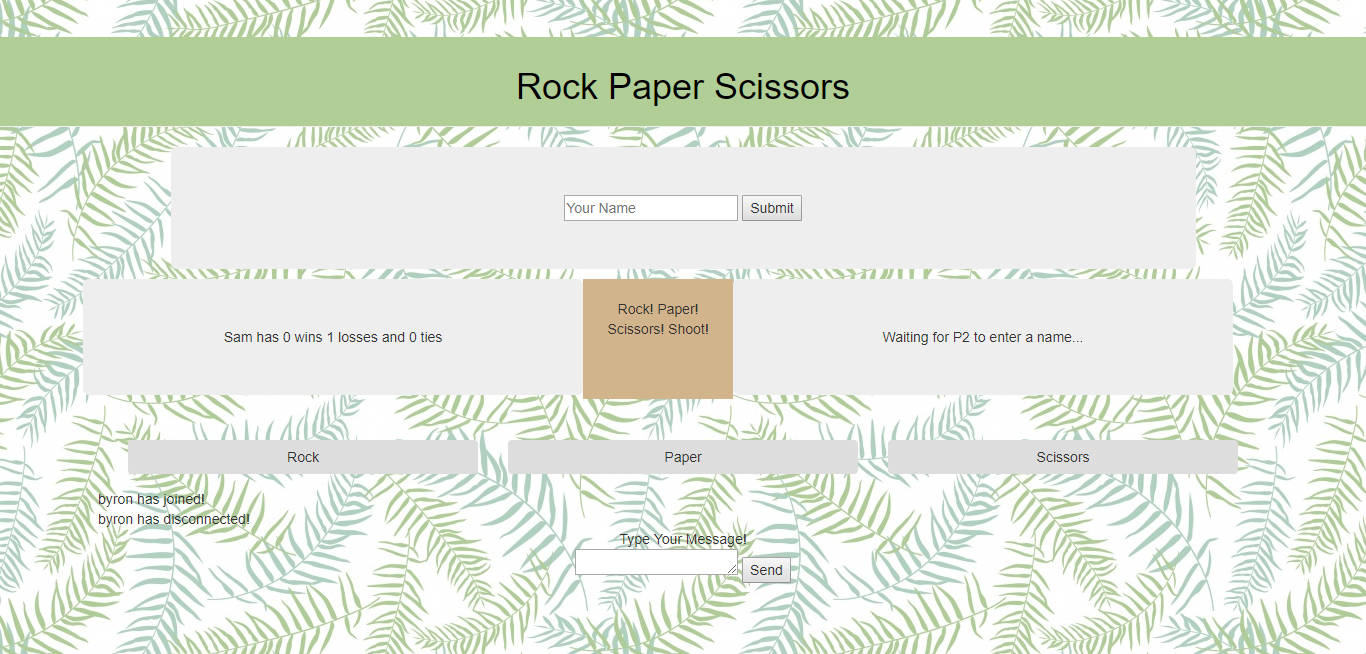 Rock Paper Scissors
Your Name
Submit
Sam has 0 wins 1 losses and 0 ties
Rock! Paper!
Scissors! Shoot!
Waiting for P2 to enter a name...
Rock
Paper
Scissors
byron has joined!
byron has disconnected!
Type Your Message!
Send